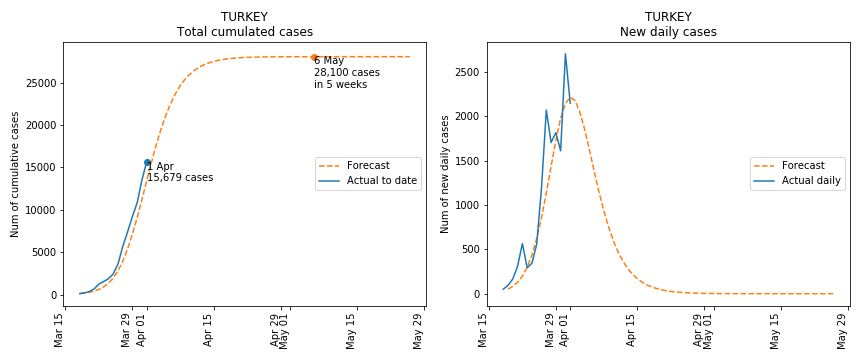 TURKEY
Total cumulated cases
Num of cumulative cases
25000
20000
15000
10000
5000
0
6 May
28,100 cases
in 5 weeks
1 Apr
15,679 cases
Forecast
Actual to date
Mar 15
Mar 29
Apr 01
Apr 15
Apr 29
May 01
May 15
May 29
TURKEY
New daily cases
Num of new daily cases
2500
2000
1500
1000
500
0
Forecast
Actual daily
Mar 15
Mar 29
Apr 01
Apr 15
Apr 29
May 01
May 15
May 29